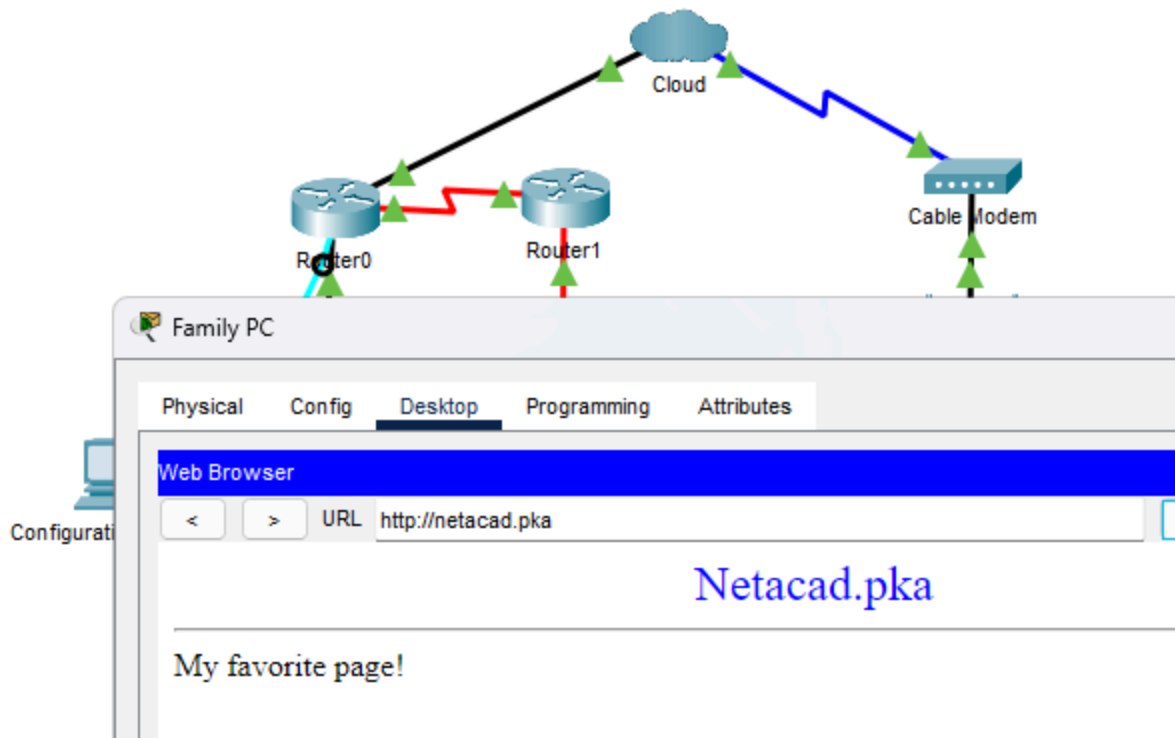 Cloud
Cable Modem
Router0
Router1
Family PC
Physical Config Desktop Programming Attributes
Web Browser
< > URL http://netacad.pka
Configurati
Netacad.pka
My favorite page!